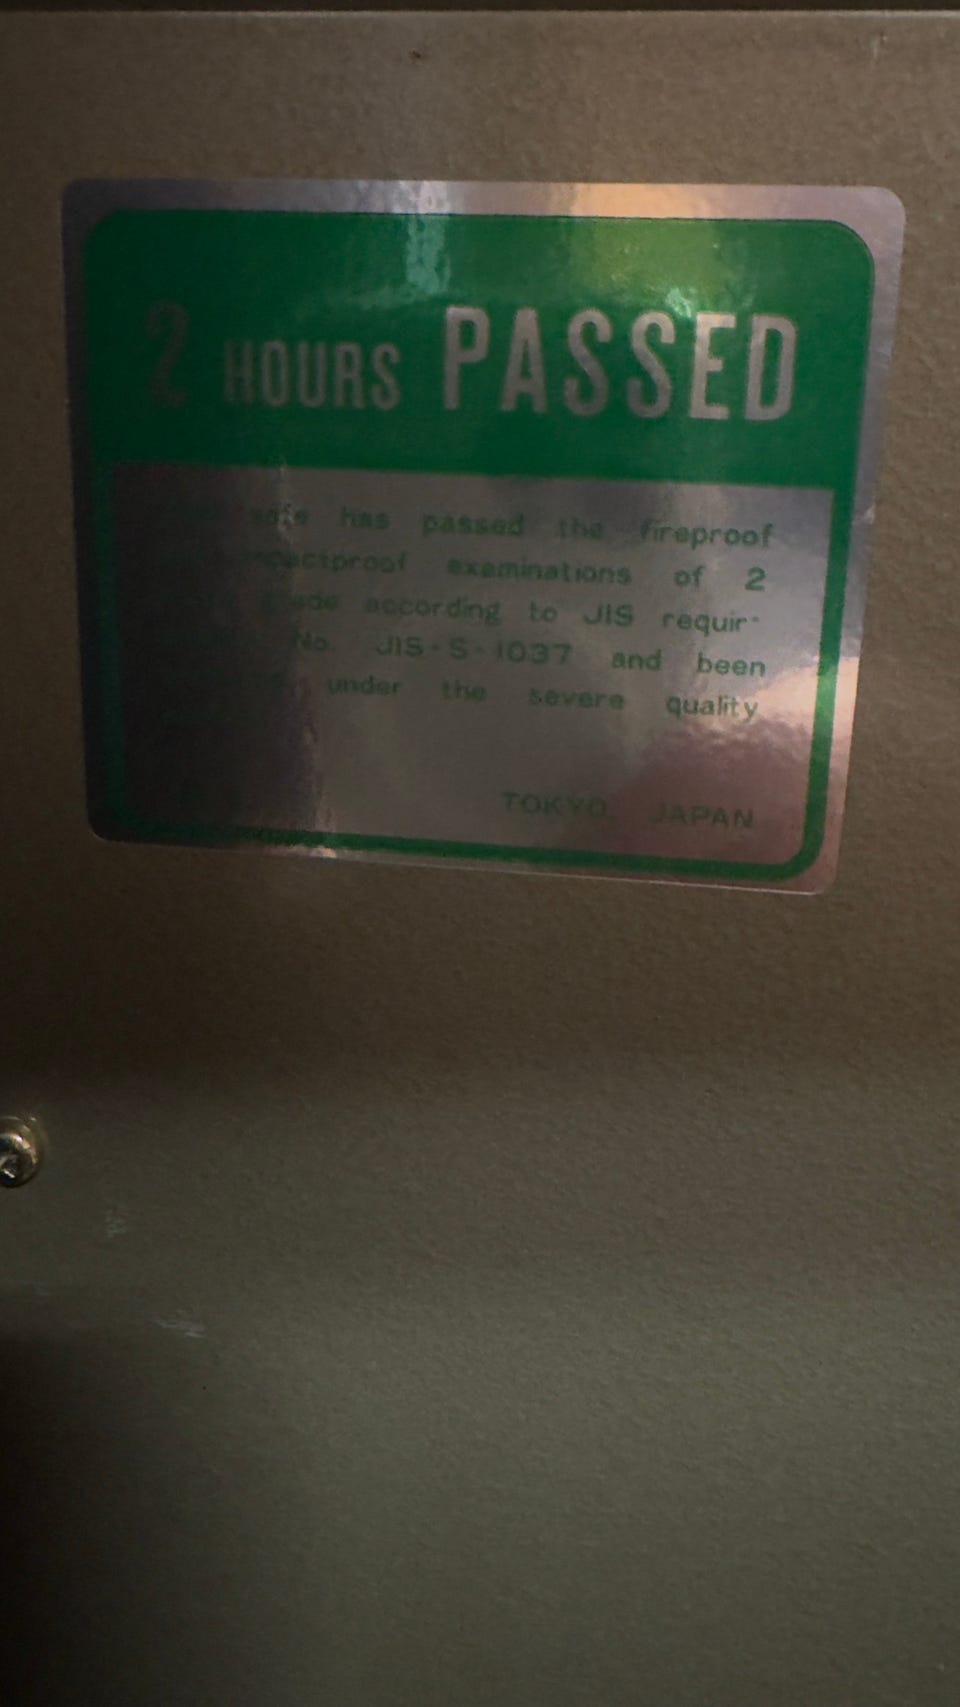 2 HOURS PASSED
safe has passed the fireproof
examinations of 2
according to JIS requir-
No. JIS-S-1037 and been
under the severe quality
TOKYO, JAPAN